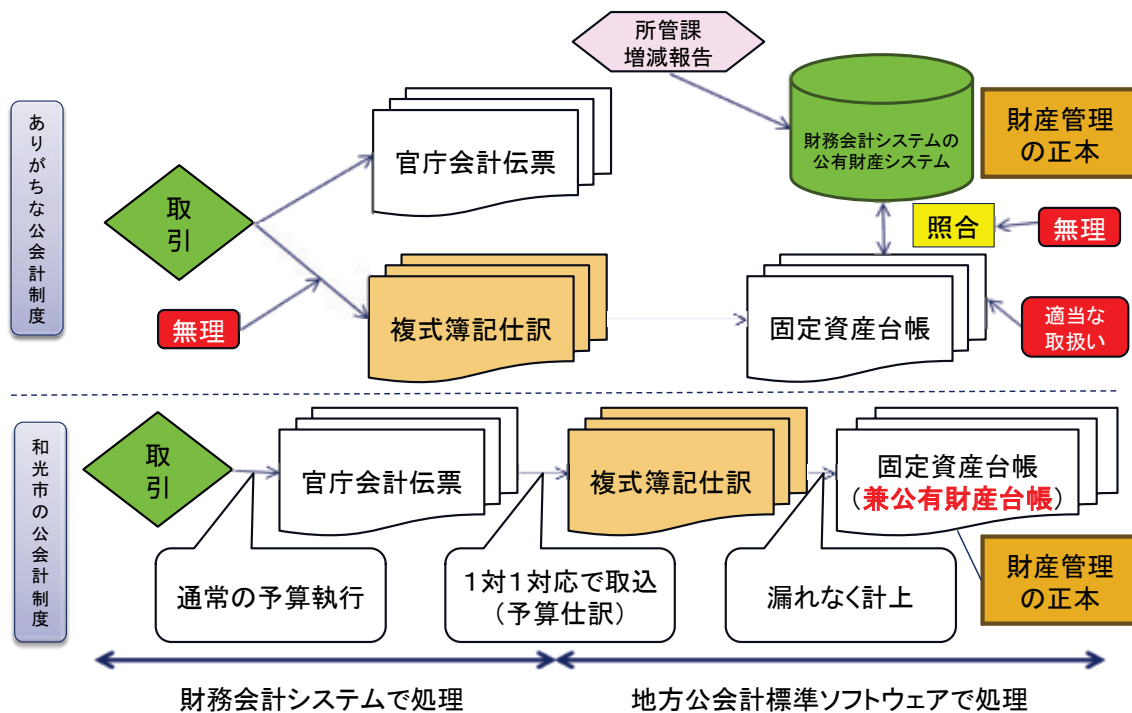 ありがちな公会計制度
所管課
増減報告
財務会計システムの
公有財産システム
財産管理
の正本
取
引
官庁会計伝票
照合
無理
無理
複式簿記仕訳
固定資産台帳
適当な
取扱い
和光市の公会計制度
取
引
官庁会計伝票
複式簿記仕訳
固定資産台帳
（兼公有財産台帳）
通常の予算執行
１対１対応で取込
（予算仕訳）
漏れなく計上
財産管理
の正本
財務会計システムで処理
地方公会計標準ソフトウェアで処理